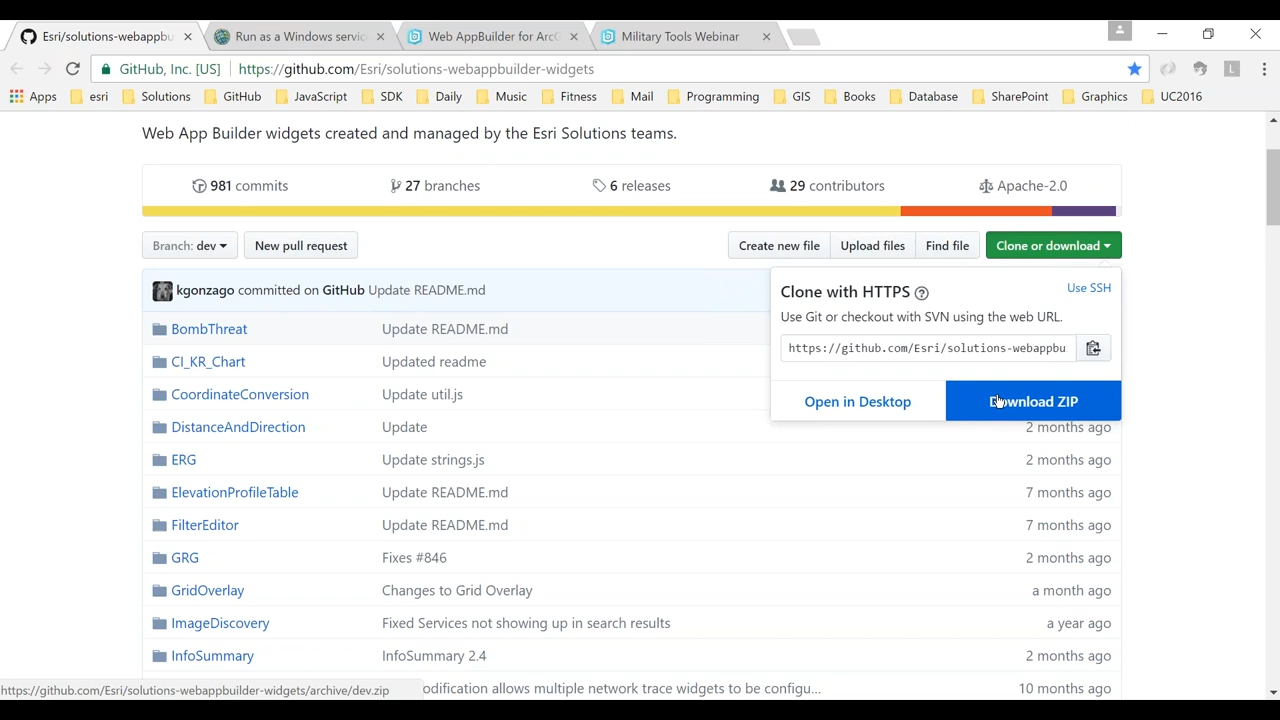 Esri/solutions-webappbu
Run as a Windows servic
Web AppBuilder for ArcG
Military Tools Webinar
GitHub, Inc. [US]
https://github.com/Esri/solutions-webappbuilder-widgets
L
Apps
esri
Solutions
GitHub
JavaScript
SDK
Daily
Music
Fitness
Mail
Programming
GIS
Books
Database
SharePoint
Graphics
UC2016
Web App Builder widgets created and managed by the Esri Solutions teams.
981 commits
27 branches
6 releases
29 contributors
Apache-2.0
Branch: dev
New pull request
Create new file
Upload files
Find file
Clone or download
kgonzago committed on GitHub Update README.md
Clone with HTTPS
Use SSH
Use Git or checkout with SVN using the web URL.
https://github.com/Esri/solutions-webappbu
Open in Desktop
Download ZIP
BombThreat Update README.md
CI_KR_Chart Updated readme
CoordinateConversion Update util.js
DistanceAndDirection Update 2 months ago
ERG Update strings.js 2 months ago
ElevationProfileTable Update README.md 7 months ago
FilterEditor Update README.md 7 months ago
GRG Fixes #846 2 months ago
GridOverlay Changes to Grid Overlay a month ago
ImageDiscovery Fixed Services not showing up in search results a year ago
InfoSummary InfoSummary 2.4 2 months ago
odification allows multiple network trace widgets to be configu... 10 months ago
https://github.com/Esri/solutions-webappbuilder-widgets/archive/dev.zip